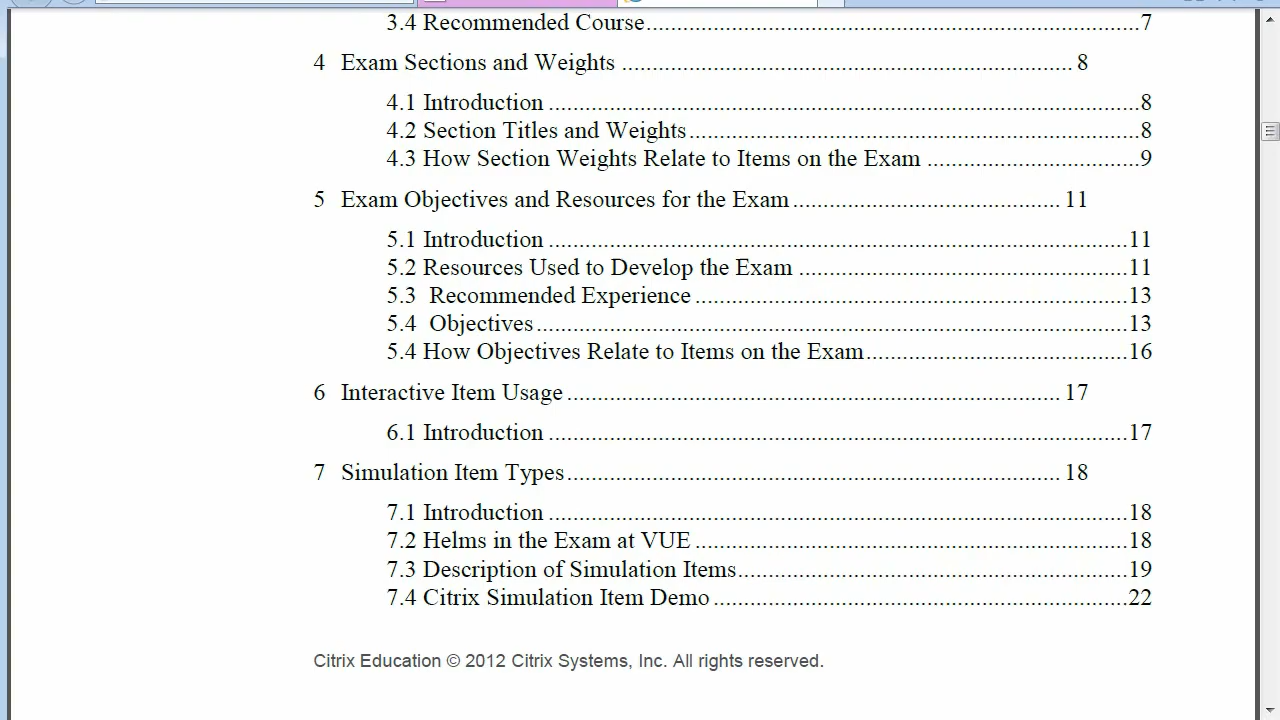 3.4 Recommended Course..........................................................................................7
4 Exam Sections and Weights .......................................................................... 8
4.1 Introduction ..........................................................................................8
4.2 Section Titles and Weights..........................................................................8
4.3 How Section Weights Relate to Items on the Exam ...................................9
5 Exam Objectives and Resources for the Exam............................................ 11
5.1 Introduction ..........................................................................................11
5.2 Resources Used to Develop the Exam ......................................................11
5.3 Recommended Experience .......................................................................13
5.4 Objectives.................................................................................................13
5.4 How Objectives Relate to Items on the Exam...........................................16
6 Interactive Item Usage................................................................................. 17
6.1 Introduction ..........................................................................................17
7 Simulation Item Types................................................................................. 18
7.1 Introduction ..........................................................................................18
7.2 Helms in the Exam at VUE .......................................................................18
7.3 Description of Simulation Items................................................................19
7.4 Citrix Simulation Item Demo ....................................................................22
Citrix Education © 2012 Citrix Systems, Inc. All rights reserved.